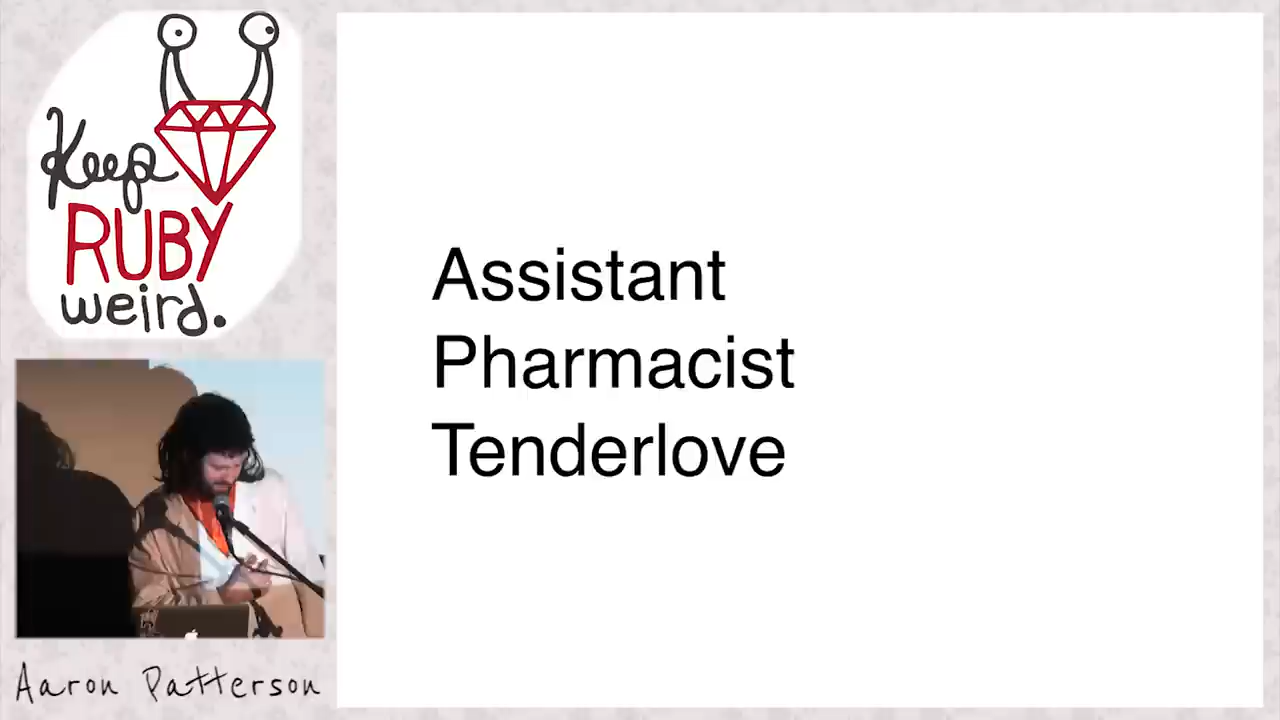 Keep
RUBY
weird.
Assistant
Pharmacist
Tenderlove
Aaron Patterson